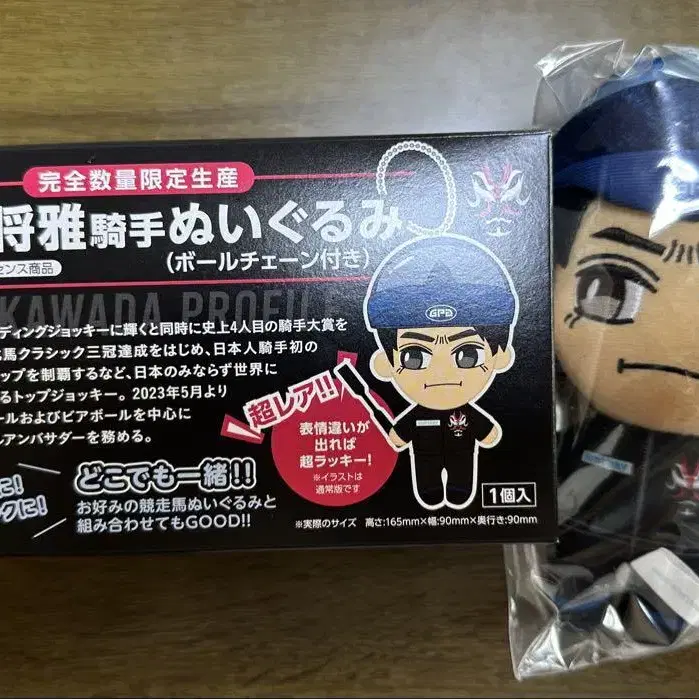 完全数量限定生産
将雅騎手ぬいぐるみ
(ボールチェーン付き)
センス商品
KAWADA PROFILE
ディングジョッキーに輝くと同時に史上4人目の騎手大賞を
馬クラシック三冠達成をはじめ、日本人騎手初の
ップを制覇するなど、日本のみならず世界に
るトップジョッキー。2023年5月より
ールおよびビアボールを中心に
ルアンバサダーを務める。
GPB
超レア!!
表情違いが
出れば
超ラッキー!
※イラストは
通常版です
に!
クに!
どこでも一緒!!
お好みの競走馬ぬいぐるみと
組み合わせてもGOOD!!
1個入
※実際のサイズ 高さ:165mm×幅:90mm×奥行き:90mm